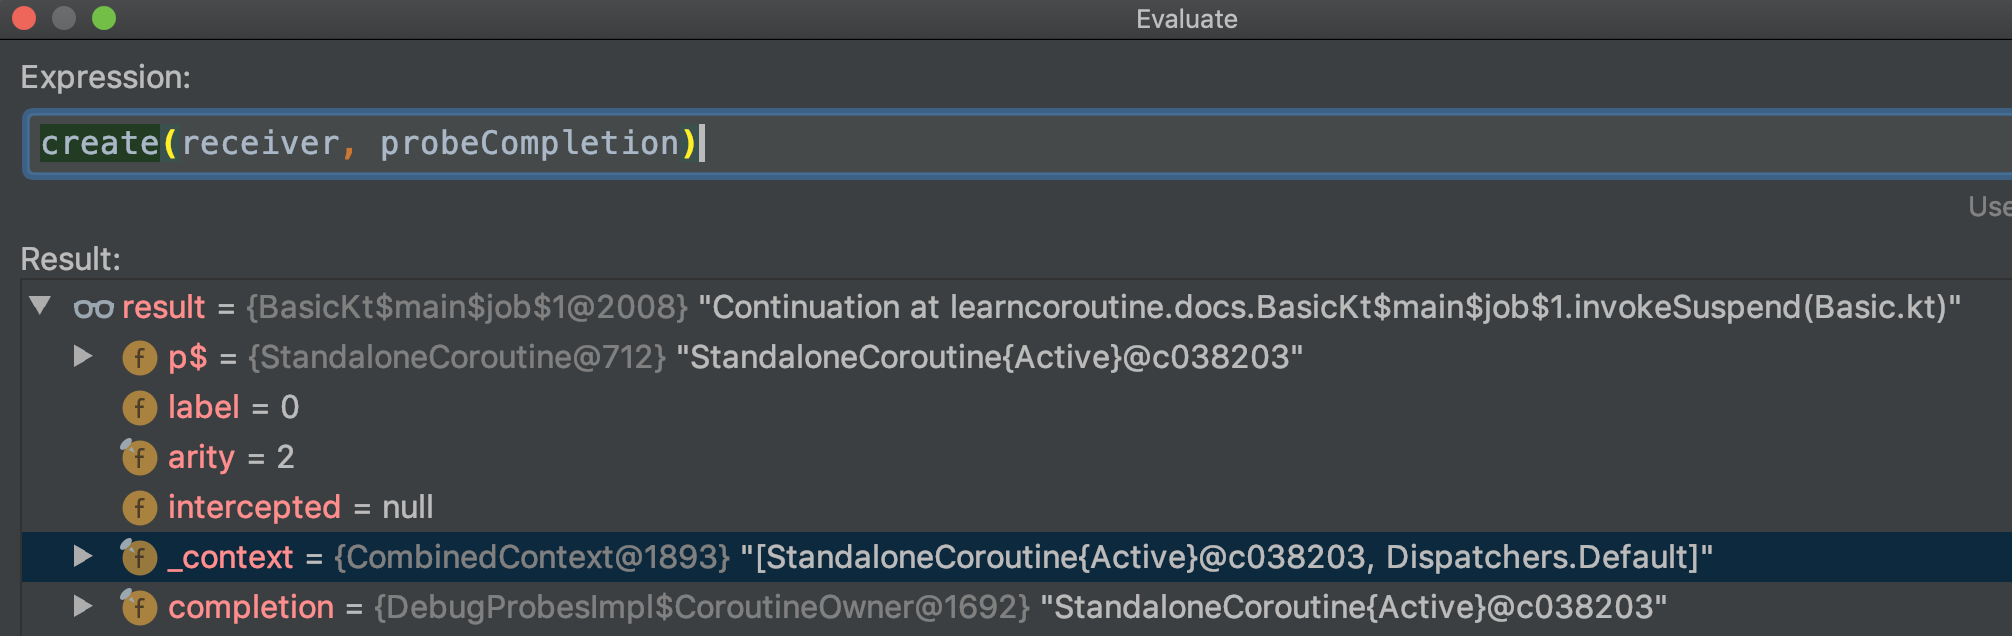 Evaluate
Expression:
create(receiver, probeCompletion)
Use
Result:
result = {BasicKt$main$job$1@2008} "Continuation at learncoroutine.docs.BasicKt$main$job$1.invokeSuspend(Basic.kt)"
f p$ = {StandaloneCoroutine@712} "StandaloneCoroutine{Active}@c038203"
f label = 0
f arity = 2
f intercepted = null
f _context = {CombinedContext@1893} "[StandaloneCoroutine{Active}@c038203, Dispatchers.Default]"
f completion = {DebugProbesImpl$CoroutineOwner@1692} "StandaloneCoroutine{Active}@c038203"